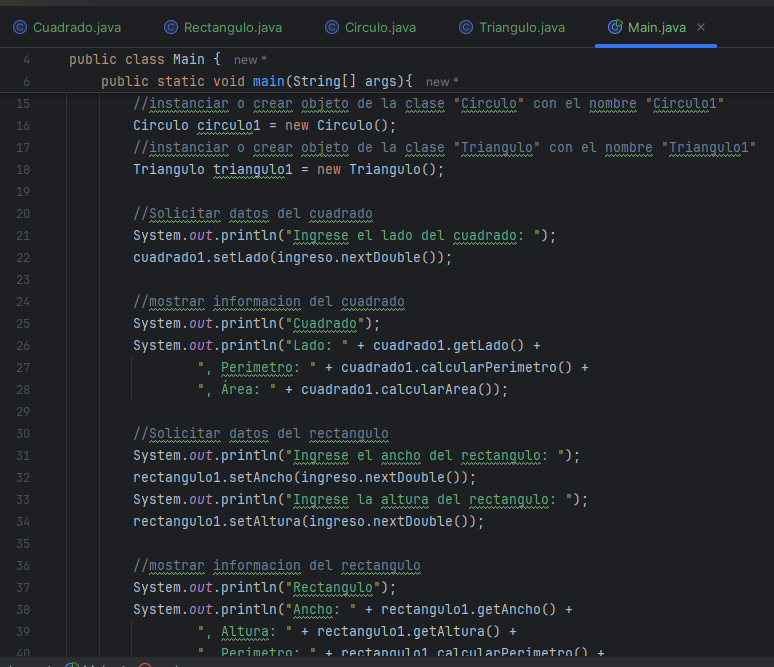 Cuadrado.java Rectangulo.java Circulo.java Triangulo.java Main.java ×
4 public class Main { new *
6 public static void main(String[] args){ new *
15 //instanciar o crear objeto de la clase "Circulo" con el nombre "Circulo1"
16 Circulo circulo1 = new Circulo();
17 //instanciar o crear objeto de la clase "Triangulo" con el nombre "Triangulo1"
18 Triangulo triangulo1 = new Triangulo();
19
20 //Solicitar datos del cuadrado
21 System.out.println("Ingrese el lado del cuadrado: ");
22 cuadrado1.setLado(ingreso.nextDouble());
23
24 //mostrar informacion del cuadrado
25 System.out.println("Cuadrado");
26 System.out.println("Lado: " + cuadrado1.getLado() +
27 ", Perimetro: " + cuadrado1.calcularPerimetro() +
28 ", Área: " + cuadrado1.calcularArea());
29
30 //Solicitar datos del rectangulo
31 System.out.println("Ingrese el ancho del rectangulo: ");
32 rectangulo1.setAncho(ingreso.nextDouble());
33 System.out.println("Ingrese la altura del rectangulo: ");
34 rectangulo1.setAltura(ingreso.nextDouble());
35
36 //mostrar informacion del rectangulo
37 System.out.println("Rectangulo");
38 System.out.println("Ancho: " + rectangulo1.getAncho() +
39 ", Altura: " + rectangulo1.getAltura() +
40 ", Perimetro: " + rectangulo1.calcularPerimetro() +